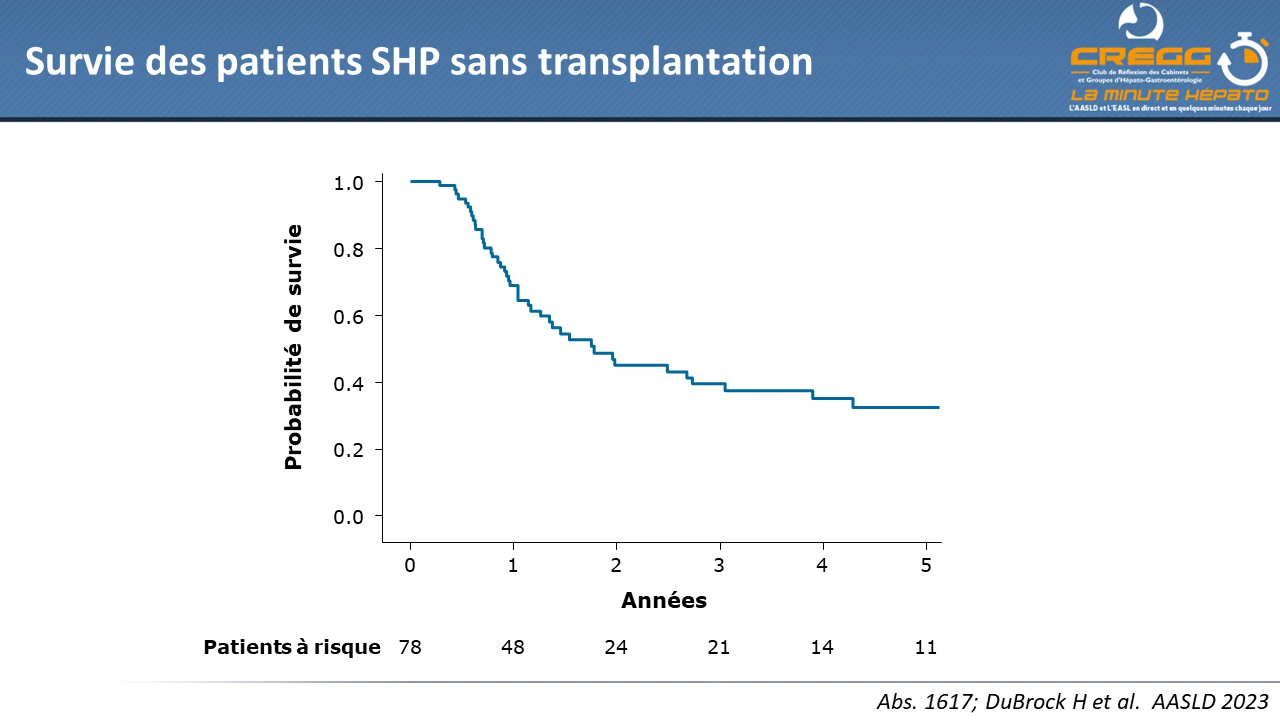 Survie des patients SHP sans transplantation
CREGG
Club de Réflexion des Cabinets
et Groupes d'Hépato-Gastroentérologie
LA MINUTE HÉPATO
L'AASLD et L'EASL en direct et en quelques minutes chaque jour
Probabilité de survie
1.0
0.8
0.6
0.4
0.2
0.0
0 1 2 3 4 5
Années
Patients à risque 78 48 24 21 14 11
Abs. 1617; DuBrock H et al. AASLD 2023